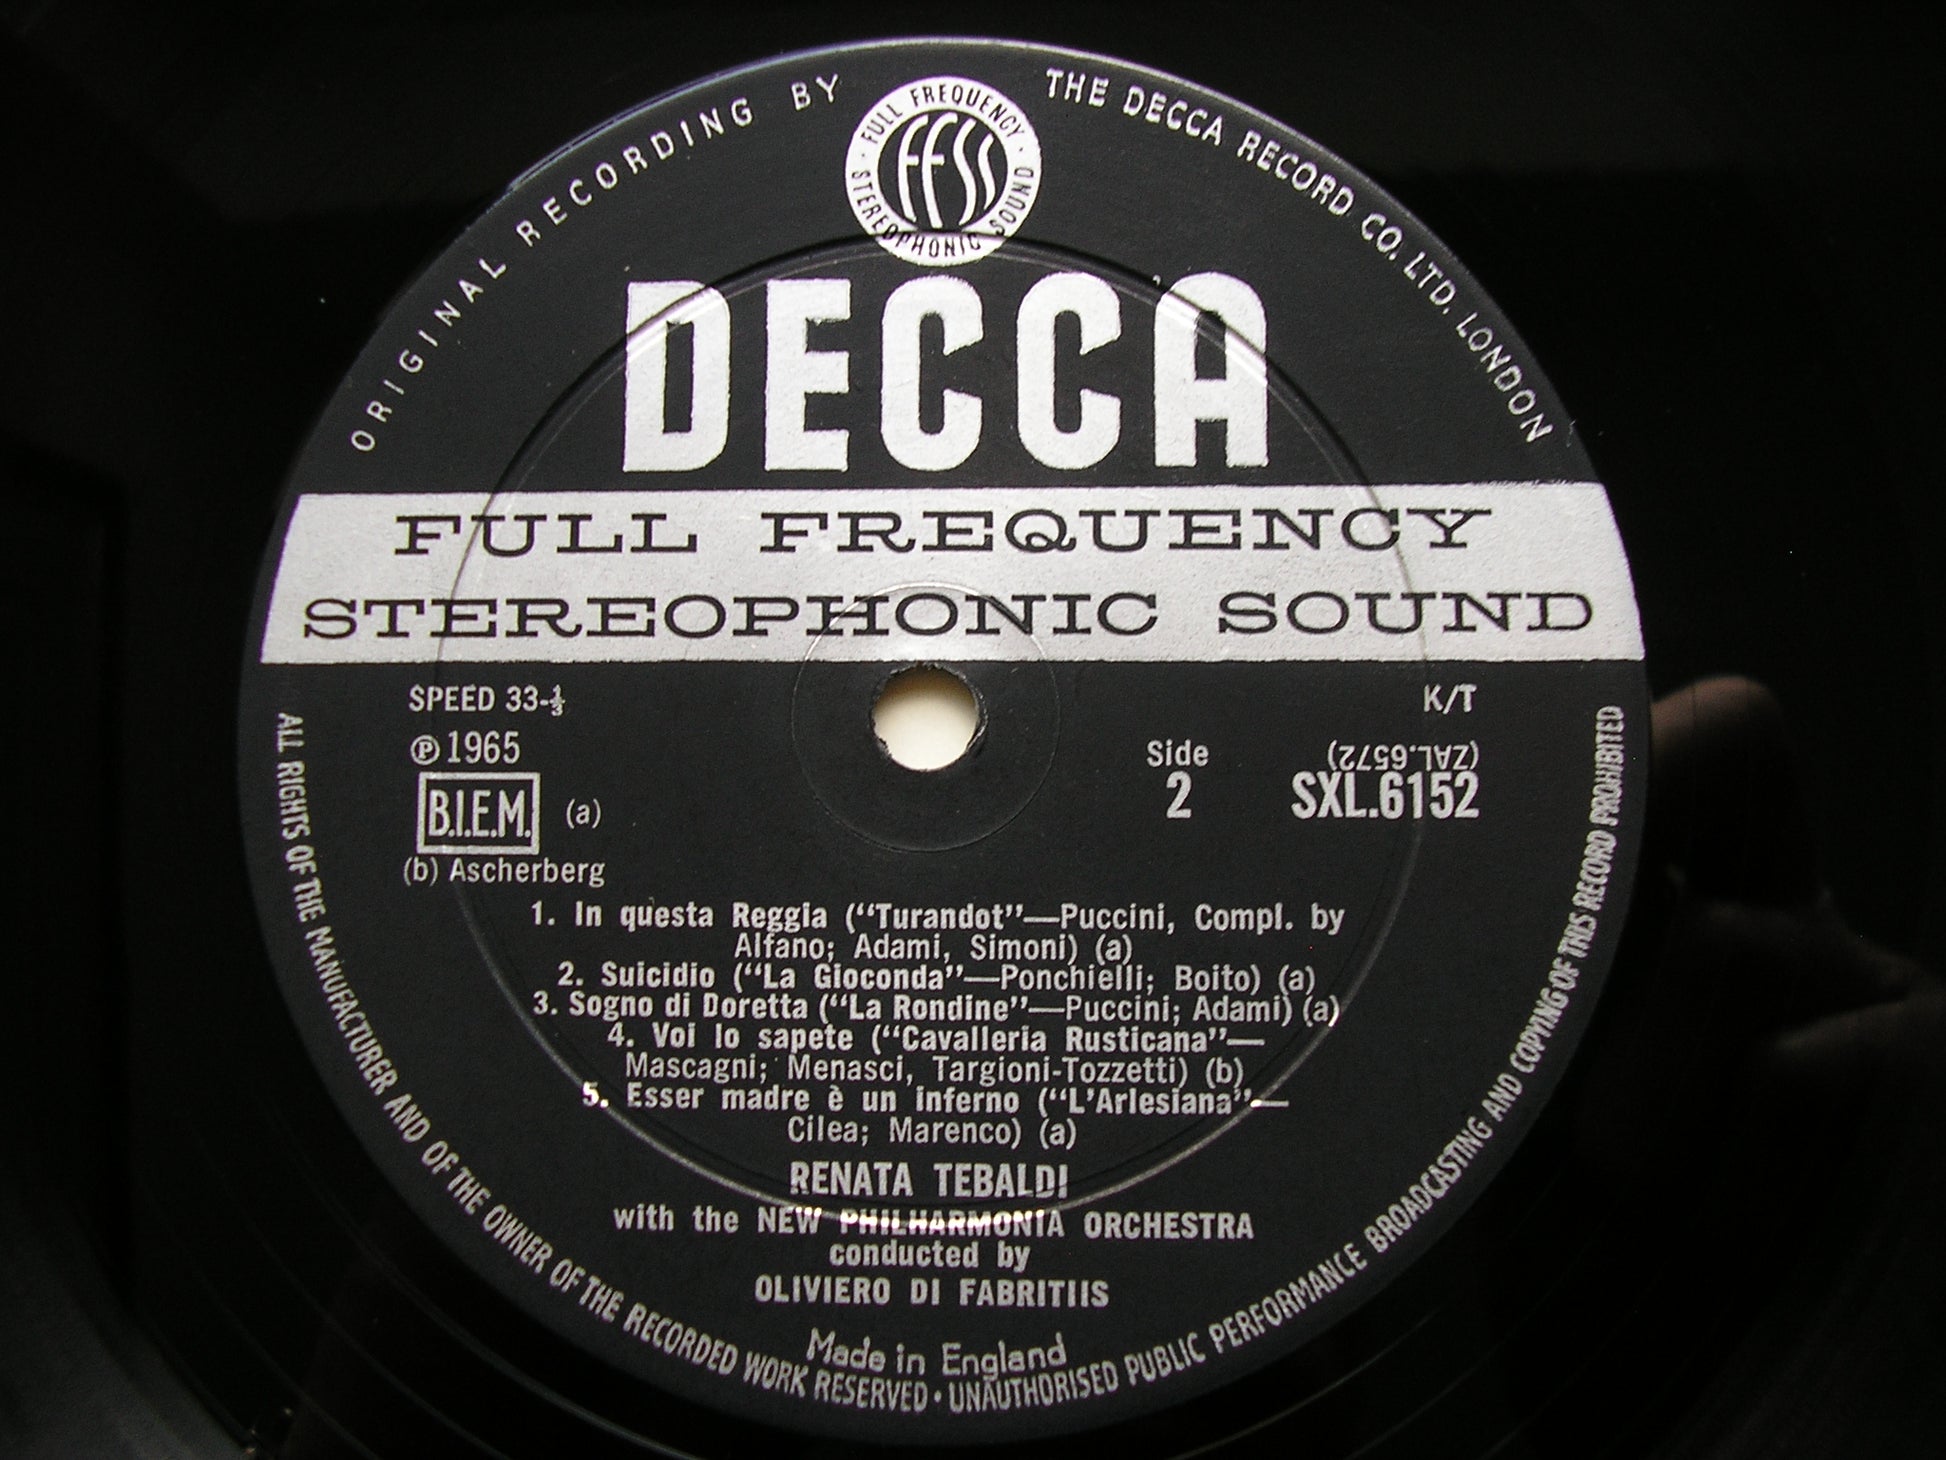 ORIGINAL RECORDING BY
THE DECCA RECORD CO. LTD. LONDON
FULL FREQUENCY
STEREOPHONIC SOUND
FFSS
DECCA
FULL FREQUENCY
STEREOPHONIC SOUND
SPEED 33-⅓
K/T
Ⓟ 1965
Side
2
(ZAL.6572)
SXL.6152
B.I.E.M. (a)
(b) Ascherberg
1. In questa Reggia (“Turandot”—Puccini, Compl. by
Alfano; Adami, Simoni) (a)
2. Suicidio (“La Gioconda”—Ponchielli; Boito) (a)
3. Sogno di Doretta (“La Rondine”—Puccini; Adami) (a)
4. Voi lo sapete (“Cavalleria Rusticana”—
Mascagni; Menasci, Targioni-Tozzetti) (b)
5. Esser madre è un inferno (“L'Arlesiana”—
Cilea; Marenco) (a)
RENATA TEBALDI
with the NEW PHILHARMONIA ORCHESTRA
conducted by
OLIVIERO DI FABRITIIS
Made in England
ALL RIGHTS OF THE MANUFACTURER AND OF THE OWNER OF THE RECORDED WORK RESERVED • UNAUTHORISED PUBLIC PERFORMANCE BROADCASTING AND COPYING OF THIS RECORD PROHIBITED